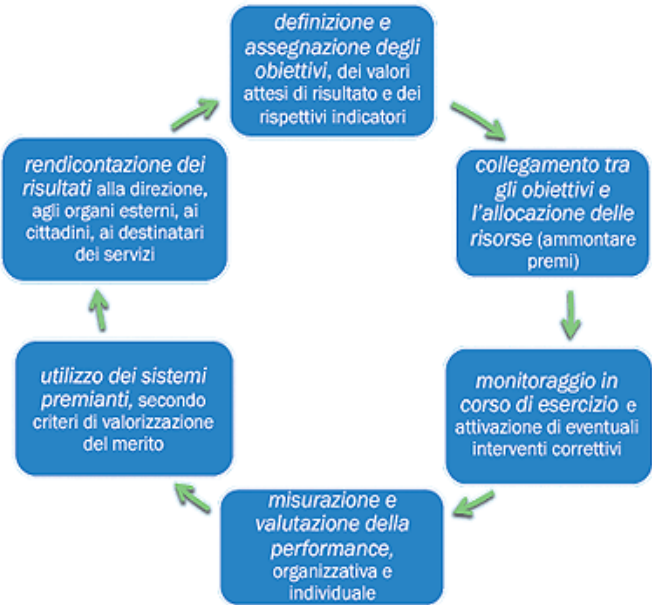 definizione e
assegnazione degli
obiettivi, dei valori
attesi di risultato e dei
rispettivi indicatori
collegamento tra
gli obiettivi e
l'allocazione delle
risorse (ammontare
premi)
monitoraggio in
corso di esercizio e
attivazione di eventuali
interventi correttivi
misurazione e
valutazione della
performance,
organizzativa e
individuale
utilizzo dei sistemi
premianti, secondo
criteri di valorizzazione
del merito
rendicontazione dei
risultati alla direzione,
agli organi esterni, ai
cittadini, ai destinatari
dei servizi